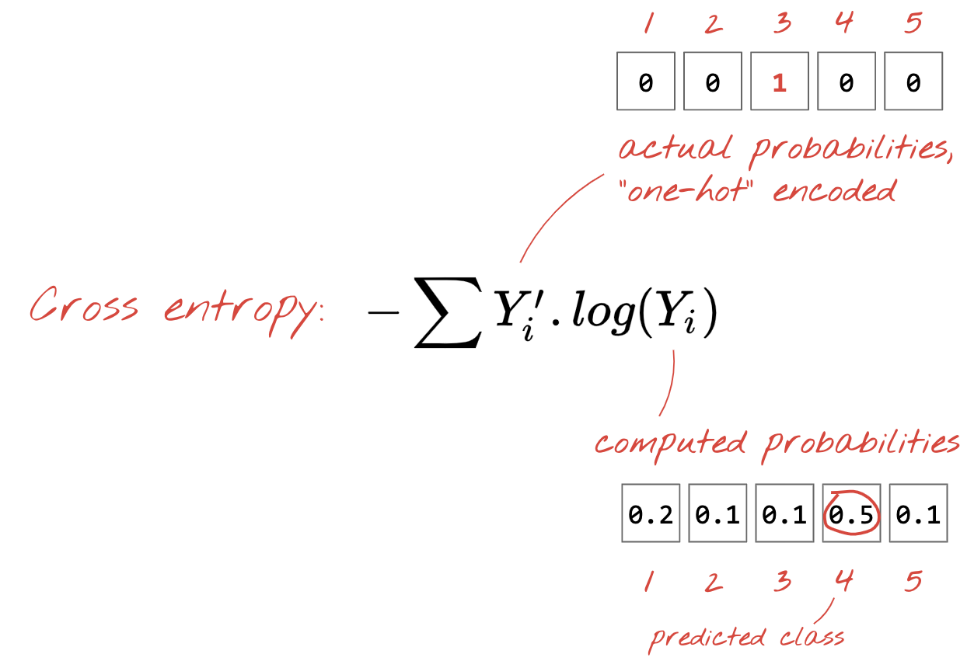 1 2 3 4 5
0 0 1 0 0
actual probabilities,
"one-hot" encoded
Cross entropy: − ∑ Y′ᵢ . log(Yᵢ)
computed probabilities
0.2 0.1 0.1 0.5 0.1
1 2 3 4 5
predicted class